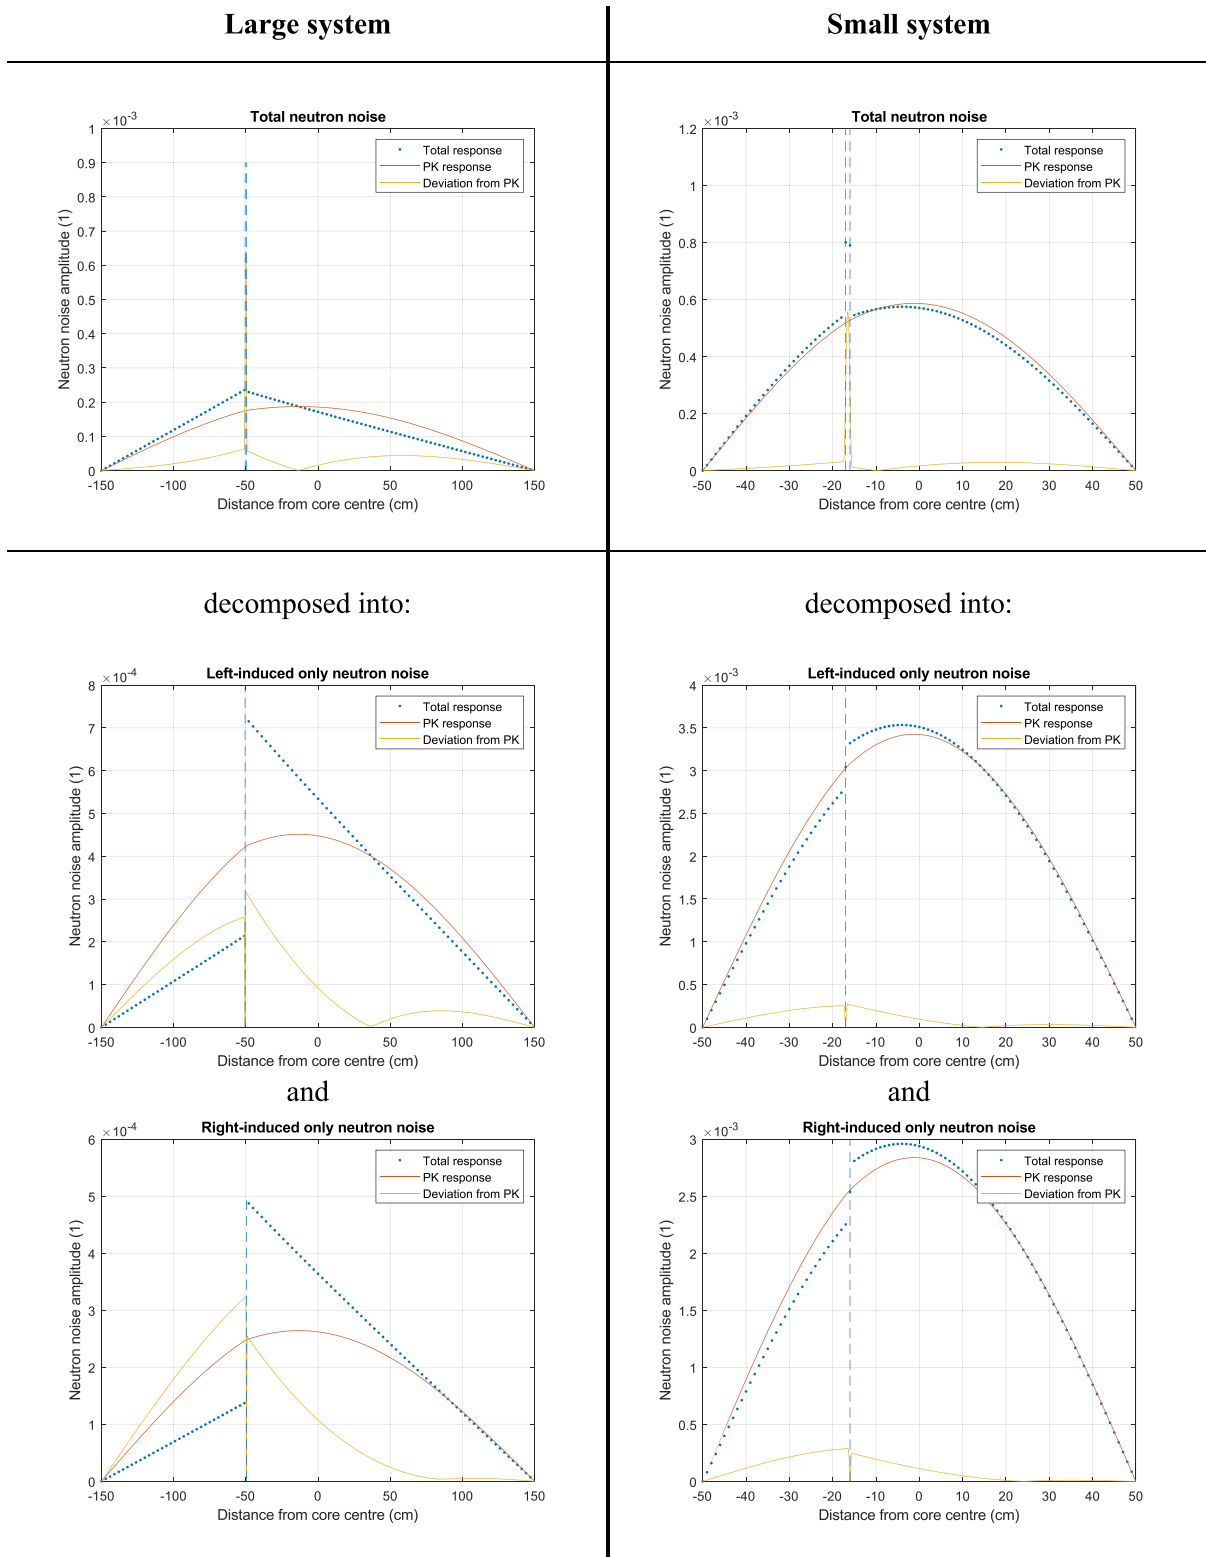 Large system
Small system
Total neutron noise
×10-3
Neutron noise amplitude (1)
1
0.9
0.8
0.7
0.6
0.5
0.4
0.3
0.2
0.1
0
-150 -100 -50 0 50 100 150
Distance from core centre (cm)
Total response
PK response
Deviation from PK
Total neutron noise
×10-3
Neutron noise amplitude (1)
1.2
1
0.8
0.6
0.4
0.2
0
-50 -40 -30 -20 -10 0 10 20 30 40 50
Distance from core centre (cm)
Total response
PK response
Deviation from PK
decomposed into:
decomposed into:
Left-induced only neutron noise
×10-4
Neutron noise amplitude (1)
8
7
6
5
4
3
2
1
0
-150 -100 -50 0 50 100 150
Distance from core centre (cm)
Total response
PK response
Deviation from PK
Left-induced only neutron noise
×10-3
Neutron noise amplitude (1)
4
3.5
3
2.5
2
1.5
1
0.5
0
-50 -40 -30 -20 -10 0 10 20 30 40 50
Distance from core centre (cm)
Total response
PK response
Deviation from PK
and
and
Right-induced only neutron noise
×10-4
Neutron noise amplitude (1)
6
5
4
3
2
1
0
-150 -100 -50 0 50 100 150
Distance from core centre (cm)
Total response
PK response
Deviation from PK
Right-induced only neutron noise
×10-3
Neutron noise amplitude (1)
3
2.5
2
1.5
1
0.5
0
-50 -40 -30 -20 -10 0 10 20 30 40 50
Distance from core centre (cm)
Total response
PK response
Deviation from PK